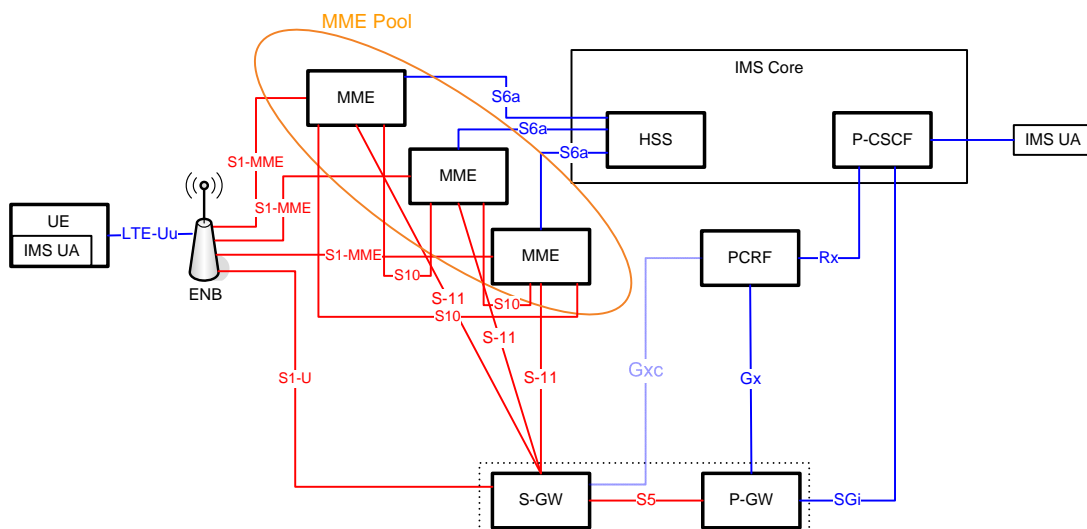 MME Pool
IMS Core
MME
S6a
HSS
P-CSCF
IMS UA
S6a
S6a
S1-MME
MME
S1-MME
UE
IMS UA
LTE-Uu
ENB
S1-MME
MME
PCRF
Rx
S10
S-11
S10
S10
S-11
S-11
S1-U
Gxc
Gx
S-GW
S5
P-GW
SGi